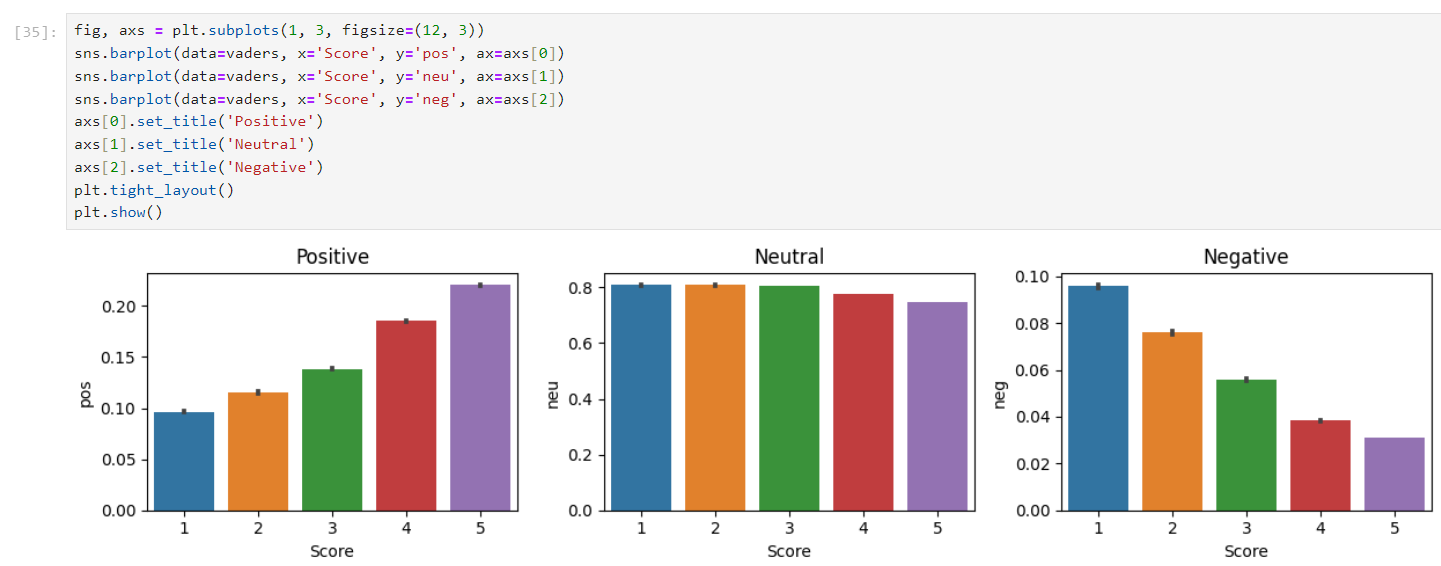 [35]: fig, axs = plt.subplots(1, 3, figsize=(12, 3))
sns.barplot(data=vaders, x='Score', y='pos', ax=axs[0])
sns.barplot(data=vaders, x='Score', y='neu', ax=axs[1])
sns.barplot(data=vaders, x='Score', y='neg', ax=axs[2])
axs[0].set_title('Positive')
axs[1].set_title('Neutral')
axs[2].set_title('Negative')
plt.tight_layout()
plt.show()
Positive
pos
0.20
0.15
0.10
0.05
0.00
1 2 3 4 5
Score
Neutral
neu
0.8
0.6
0.4
0.2
0.0
1 2 3 4 5
Score
Negative
neg
0.10
0.08
0.06
0.04
0.02
0.00
1 2 3 4 5
Score